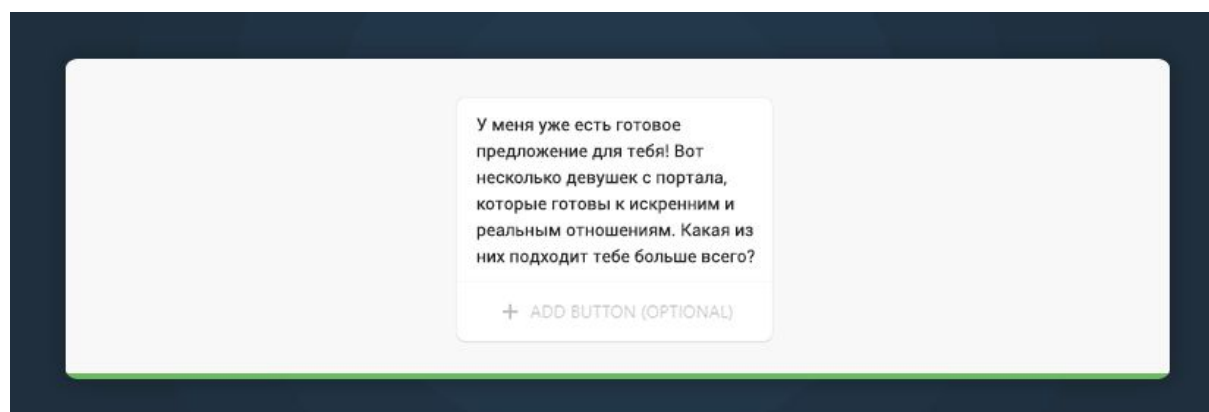 У меня уже есть готовое
предложение для тебя! Вот
несколько девушек с портала,
которые готовы к искренним и
реальным отношениям. Какая из
них подходит тебе больше всего?
+ ADD BUTTON (OPTIONAL)